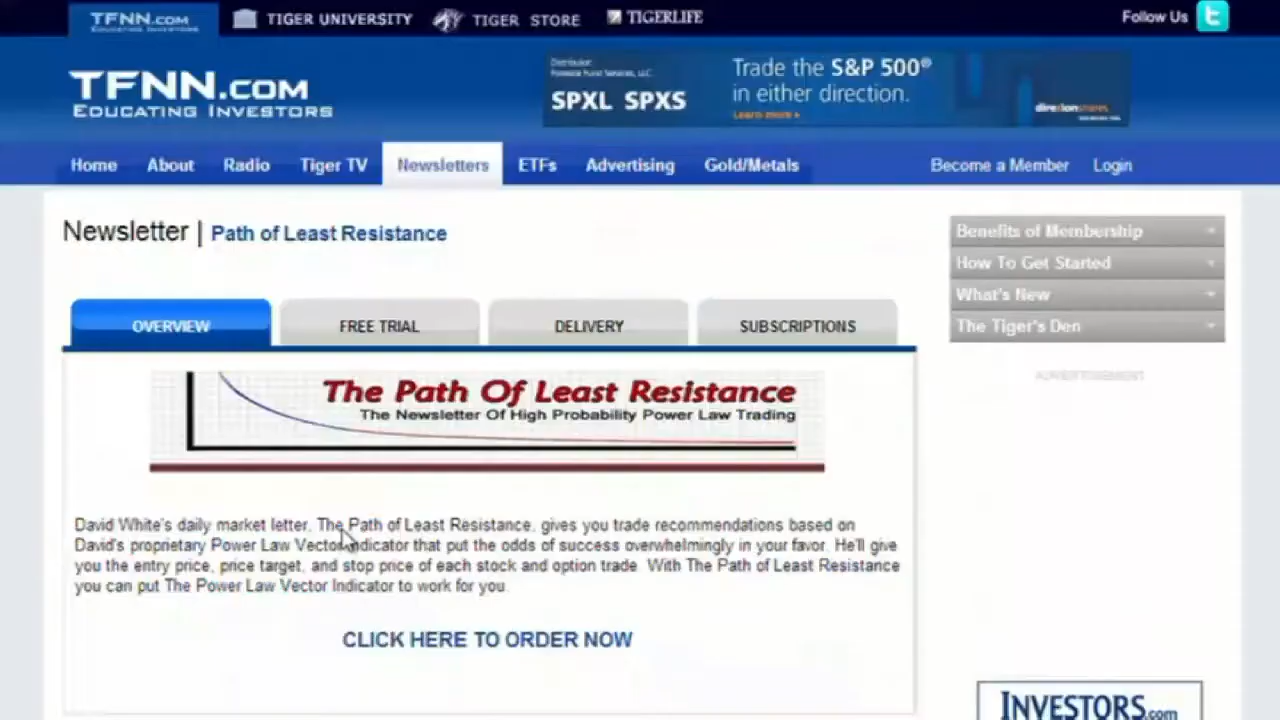 TFNN.COM
EDUCATING INVESTORS
TIGER UNIVERSITY
TIGER STORE
TIGERLIFE
Follow Us
TFNN.COM
EDUCATING INVESTORS
Distributor:
SPXL SPXS
Trade the S&P 500®
in either direction.
Learn more
Home About Radio Tiger TV Newsletters ETFs Advertising Gold/Metals Become a Member Login
Newsletter | Path of Least Resistance
Benefits of Membership
How To Get Started
What's New
The Tiger's Den
ADVERTISEMENT
OVERVIEW FREE TRIAL DELIVERY SUBSCRIPTIONS
The Path Of Least Resistance
The Newsletter Of High Probability Power Law Trading
David White's daily market letter, The Path of Least Resistance, gives you trade recommendations based on
David's proprietary Power Law Vector Indicator that put the odds of success overwhelmingly in your favor. He'll give
you the entry price, price target, and stop price of each stock and option trade. With The Path of Least Resistance
you can put The Power Law Vector Indicator to work for you.
CLICK HERE TO ORDER NOW
INVESTORS.com